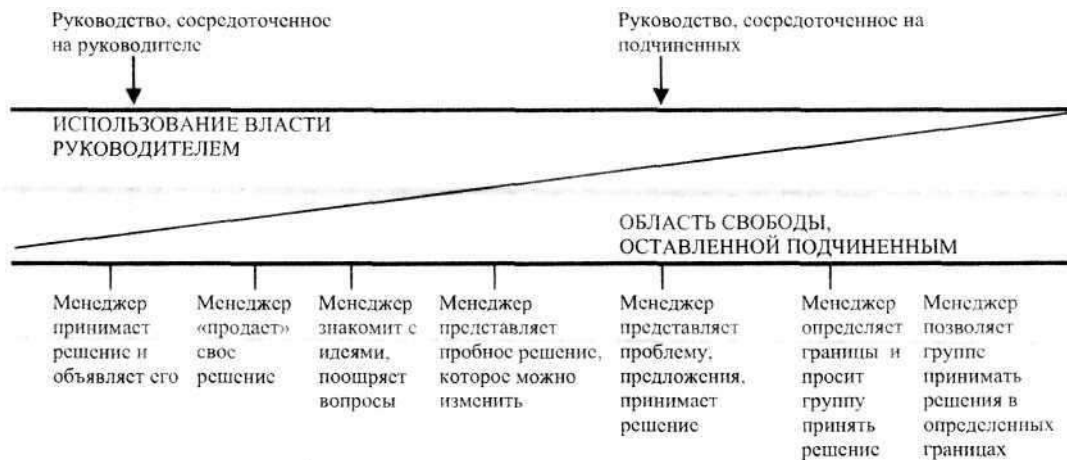 Руководство, сосредоточенное
на руководителе
Руководство, сосредоточенное на
подчиненных
ИСПОЛЬЗОВАНИЕ ВЛАСТИ
РУКОВОДИТЕЛЕМ
ОБЛАСТЬ СВОБОДЫ,
ОСТАВЛЕННОЙ ПОДЧИНЕННЫМ
Менеджер
принимает
решение и
объявляет его
Менеджер
«продает»
свое
решение
Менеджер
знакомит с
идеями,
поощряет
вопросы
Менеджер
представляет
пробное решение,
которое можно
изменить
Менеджер
представляет
проблему,
предложения,
принимает
решение
Менеджер
определяет
границы и
просит
группу
принять
решение
Менеджер
позволяет
группе
принимать
решения в
определенных
границах